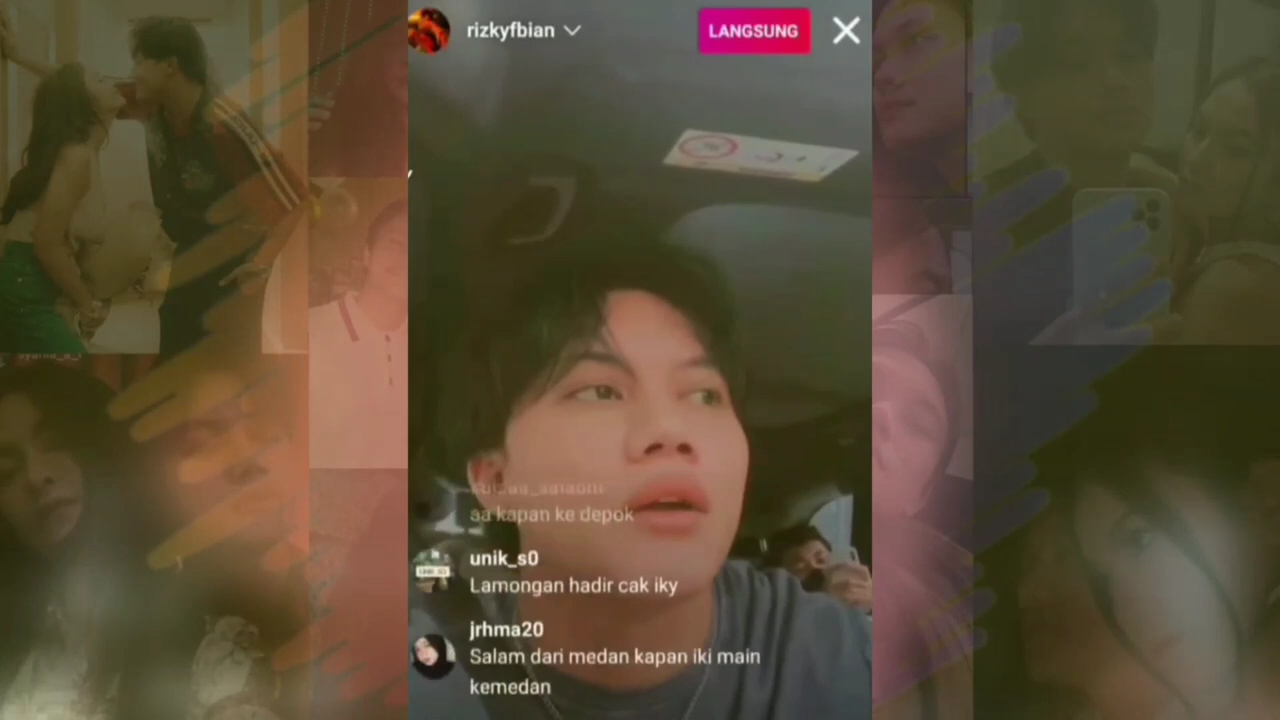 rizkyfbian
LANGSUNG
aa kapan ke depok
unik_s0
Lamongan hadir cak iky
jrhma20
Salam dari medan kapan iki main
kemedan